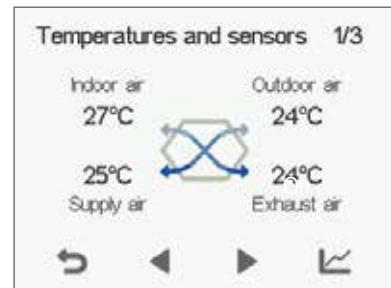 Temperatures and sensors 1/3
Indoor air Outdoor air
27°C 24°C
25°C 24°C
Supply air Exhaust air